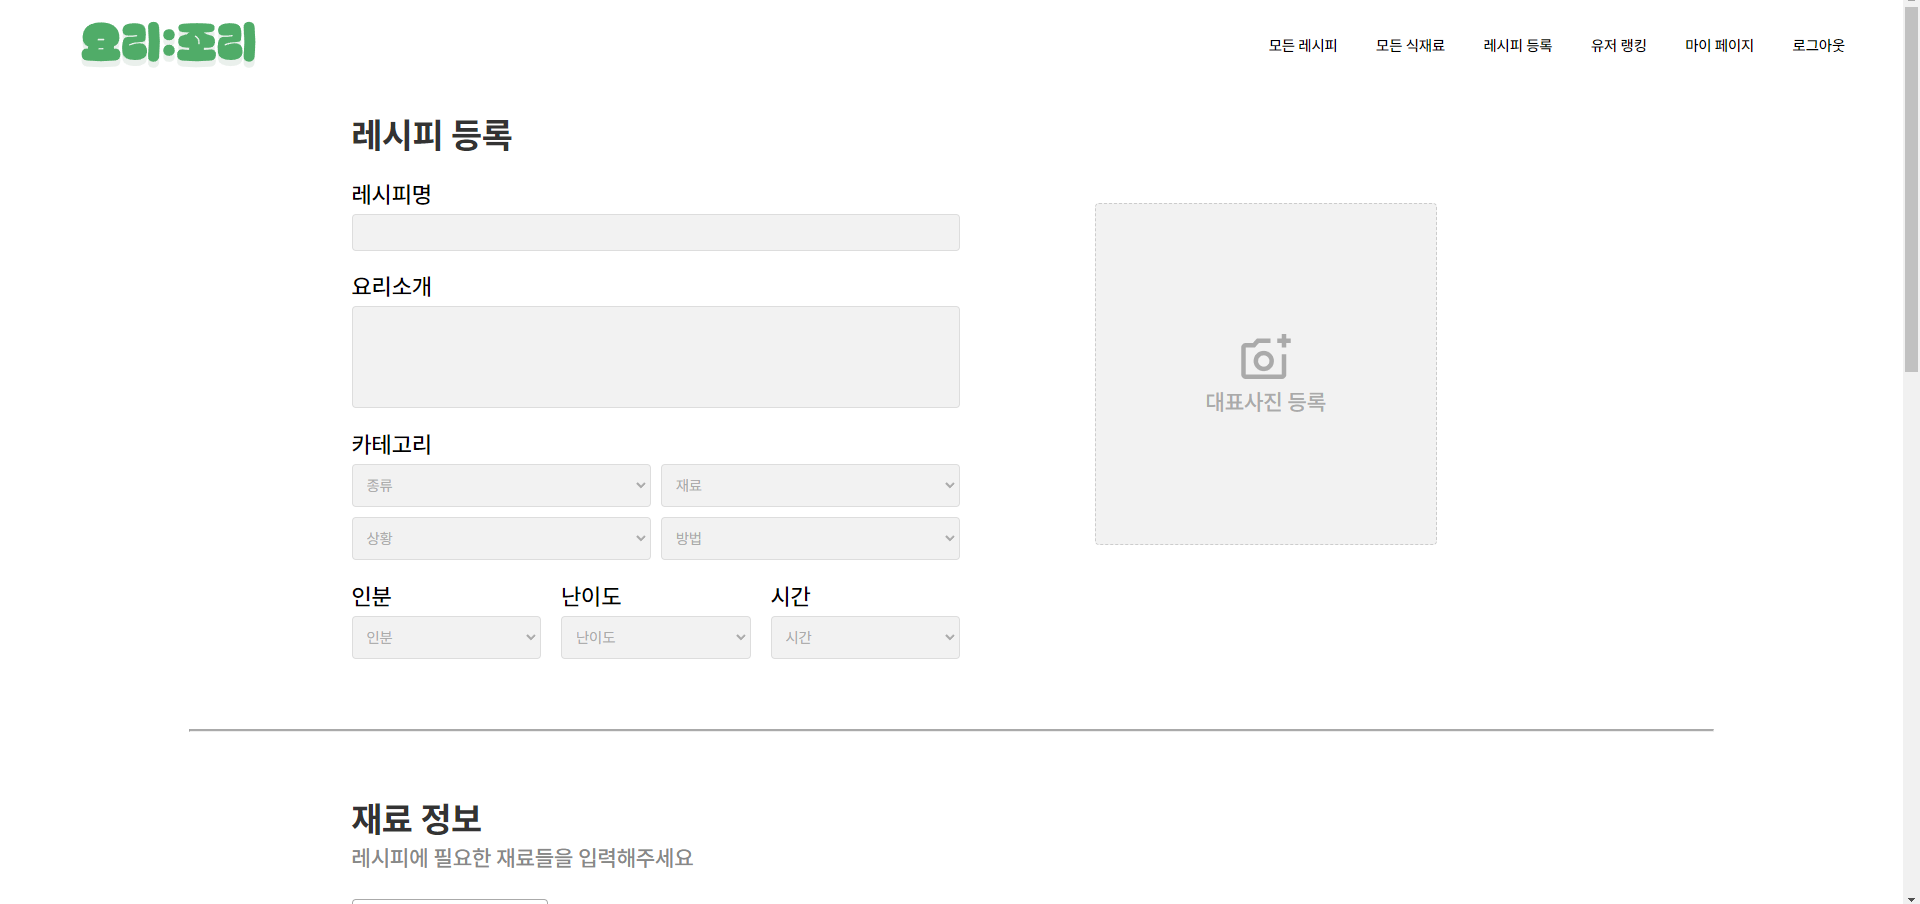 요리:조리
모든 레시피 모든 식재료 레시피 등록 유저 랭킹 마이 페이지 로그아웃
레시피 등록
레시피명
요리소개
카테고리
종류 재료
상황 방법
인분 난이도 시간
인분 난이도 시간
대표사진 등록
재료 정보
레시피에 필요한 재료들을 입력해주세요